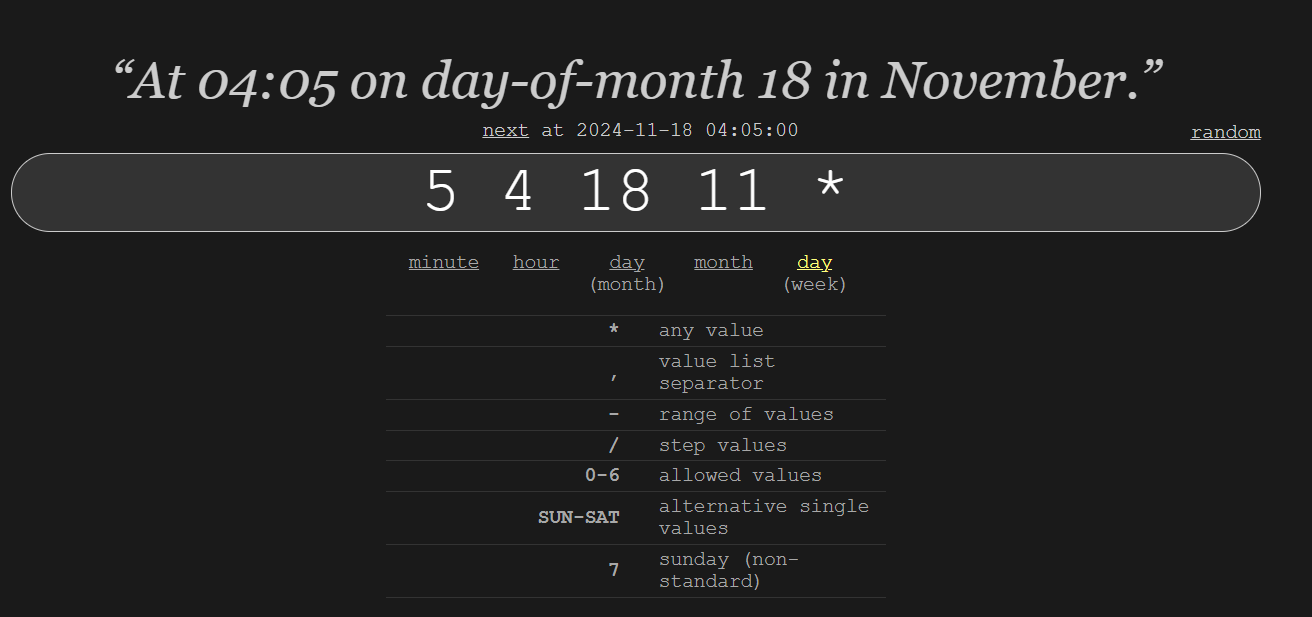 “At 04:05 on day-of-month 18 in November.”
next at 2024-11-18 04:05:00
random
5 4 18 11 *
minute hour day month day
(month) (week)
* any value
, value list
separator
- range of values
/ step values
0-6 allowed values
SUN-SAT alternative single
values
7 sunday (non-
standard)